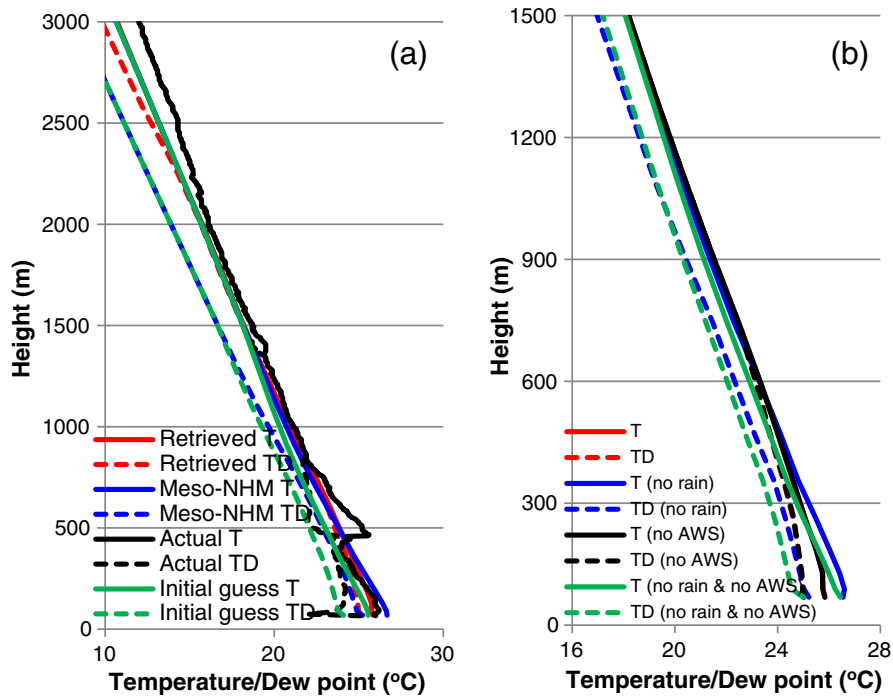 (a)
3000
2500
2000
1500
1000
500
0
Height (m)
Retrieved T
Retrieved TD
Meso-NHM T
Meso-NHM TD
Actual T
Actual TD
Initial guess T
Initial guess TD
10 20 30
Temperature/Dew point (ºC)
(b)
1500
1200
900
600
300
0
Height (m)
T
TD
T (no rain)
TD (no rain)
T (no AWS)
TD (no AWS)
T (no rain & no AWS)
TD (no rain & no AWS)
16 20 24 28
Temperature/Dew point (ºC)